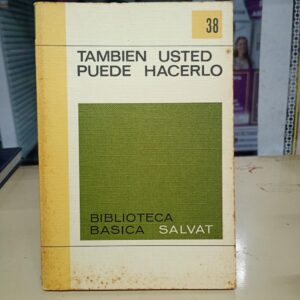 38
TAMBIEN USTED
PUEDE HACERLO
BIBLIOTECA
BASICA SALVAT